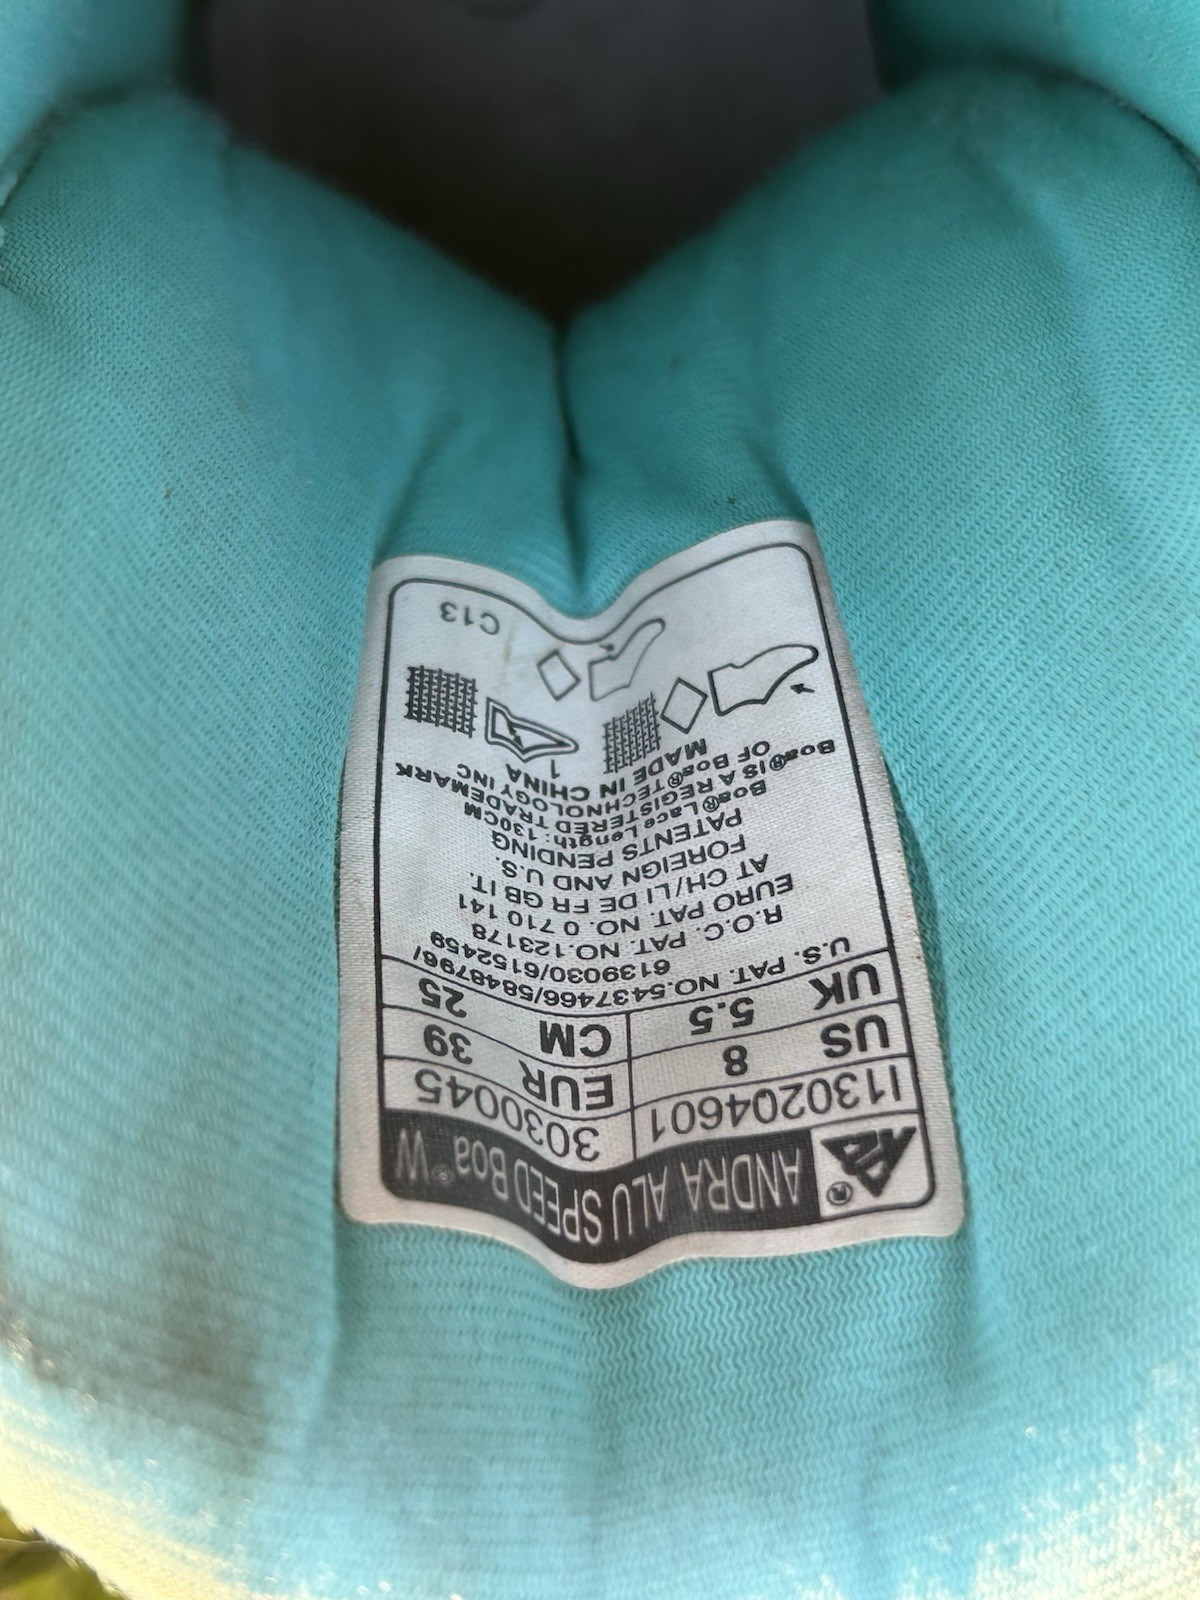 K2® ANDRA ALU SPEED Boa® W
I130204601 3030045
US 8 EUR 39
UK 5.5 CM 25
U.S. PAT. NO.5437466/5848796/
6139030/6152459
R.O.C. PAT. NO.123178
EURO PAT. NO. 0 710 141
AT CH/LI DE FR GB IT.
FOREIGN AND U.S.
PATENTS PENDING
Boa® Lace Length: 130CM
Boa® IS A REGISTERED TRADEMARK
OF Boa® TECHNOLOGY INC
MADE IN CHINA
1
C13